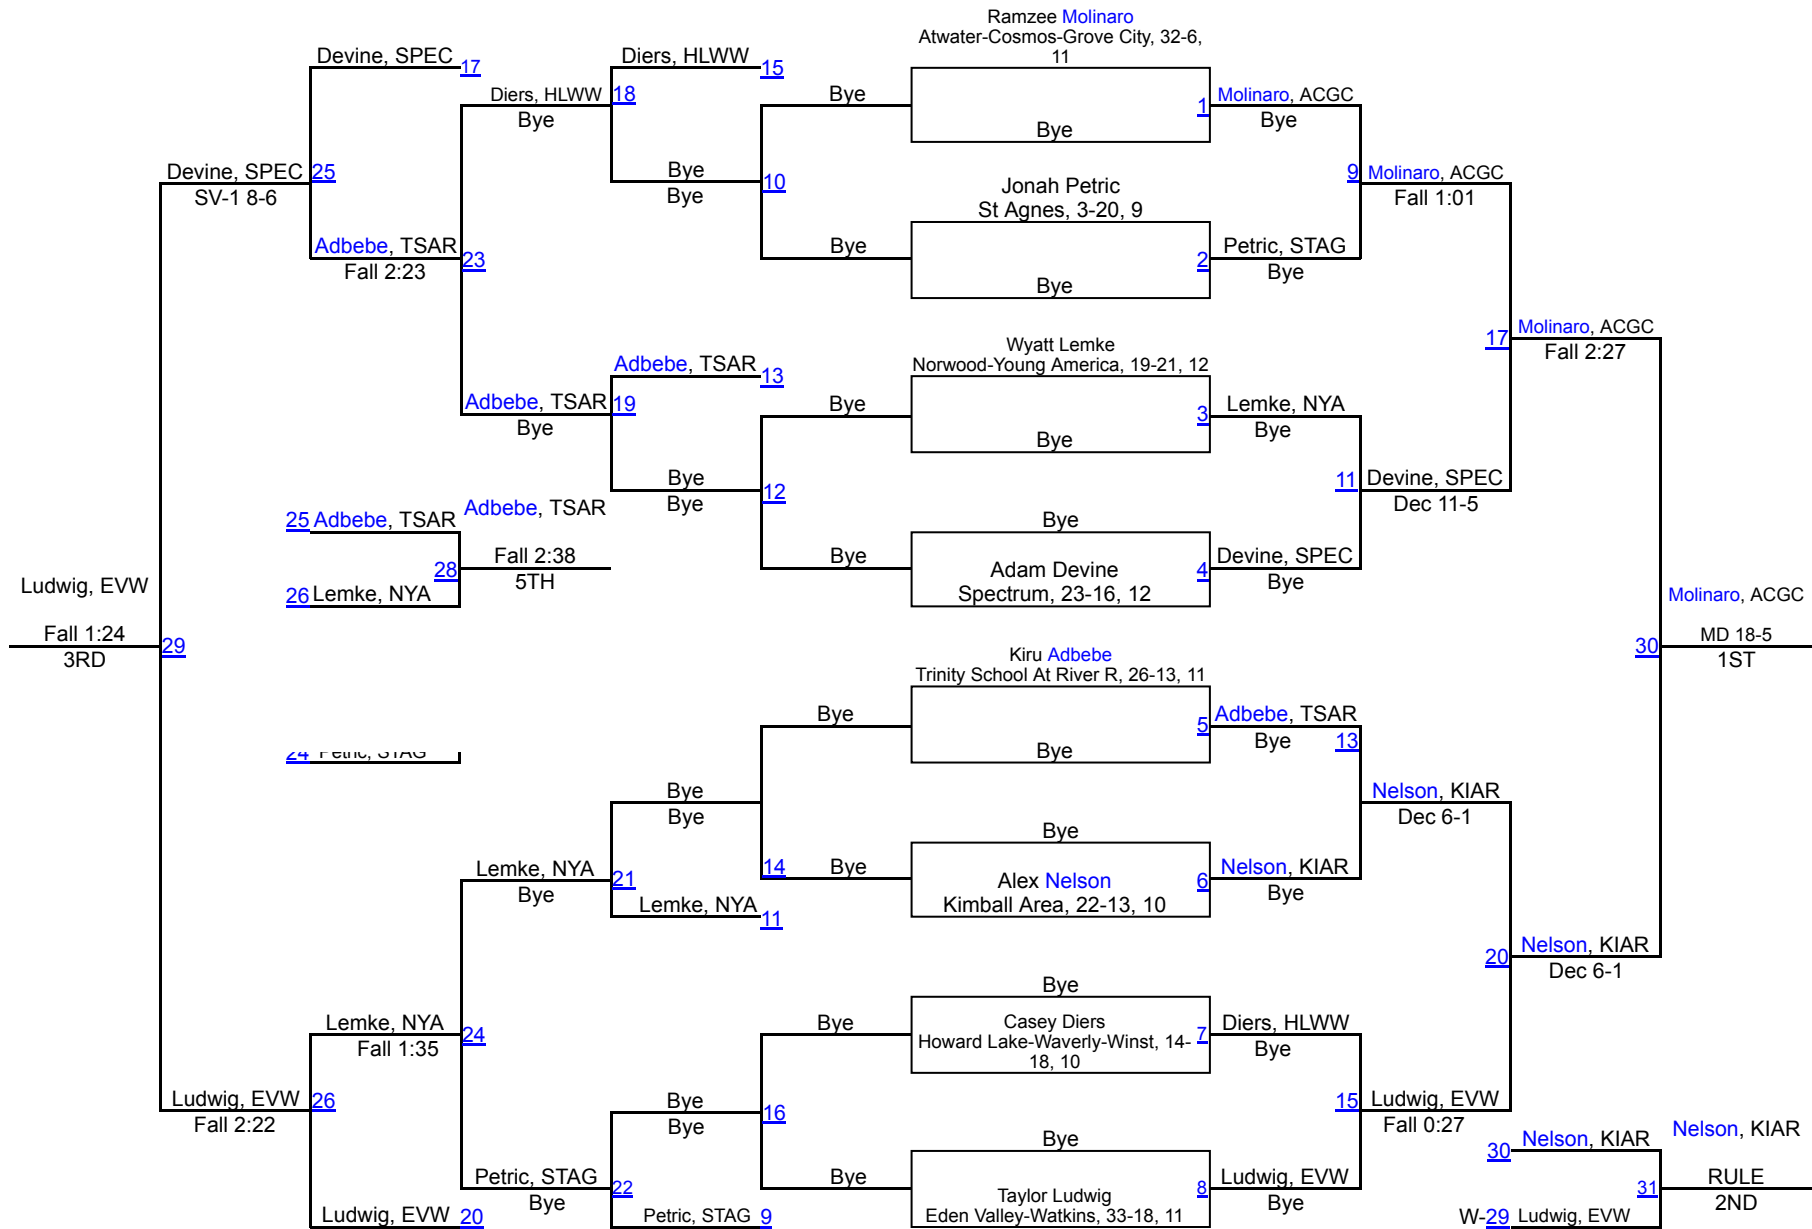 Ramzee Molinaro
Atwater-Cosmos-Grove City, 32-6,
11
Devine, SPEC 17
Diers, HLWW 15
Diers, HLWW 18
Bye
Bye
Bye
1 Molinaro, ACGC
Bye
Devine, SPEC 25
SV-1 8-6
Bye
Bye
10
Jonah Petric
St Agnes, 3-20, 9
9 Molinaro, ACGC
Fall 1:01
Adbebe, TSAR 23
Fall 2:23
Bye
Bye
2 Petric, STAG
Bye
Wyatt Lemke
Norwood-Young America, 19-21, 12
17 Molinaro, ACGC
Fall 2:27
Adbebe, TSAR 13
Adbebe, TSAR 19
Bye
Bye
Bye
3 Lemke, NYA
Bye
Bye
Bye
12
11 Devine, SPEC
Dec 11-5
25 Adbebe, TSAR
Adbebe, TSAR
Fall 2:38
5TH
28
26 Lemke, NYA
Bye
Bye
Adam Devine
Spectrum, 23-16, 12
4 Devine, SPEC
Bye
Ludwig, EVW
Fall 1:24
3RD
29
Molinaro, ACGC
30 MD 18-5
1ST
Kiru Adbebe
Trinity School At River R, 26-13, 11
Bye
Bye
5 Adbebe, TSAR
Bye
13
24 Petric, STAG
Bye
Bye
Nelson, KIAR
Dec 6-1
Bye
Lemke, NYA 21
Bye
14 Bye
Alex Nelson
Kimball Area, 22-13, 10
6 Nelson, KIAR
Bye
Lemke, NYA 11
20 Nelson, KIAR
Dec 6-1
Bye
Lemke, NYA 24
Fall 1:35
Bye
Casey Diers
Howard Lake-Waverly-Winst, 14-
18, 10
7 Diers, HLWW
Bye
Ludwig, EVW 26
Fall 2:22
Bye
Bye
16
15 Ludwig, EVW
Fall 0:27
Bye
30 Nelson, KIAR
Nelson, KIAR
Petric, STAG 22
Bye
Bye
Taylor Ludwig
Eden Valley-Watkins, 33-18, 11
8 Ludwig, EVW
Bye
31 RULE
2ND
Ludwig, EVW 20
Petric, STAG 9
W-29 Ludwig, EVW